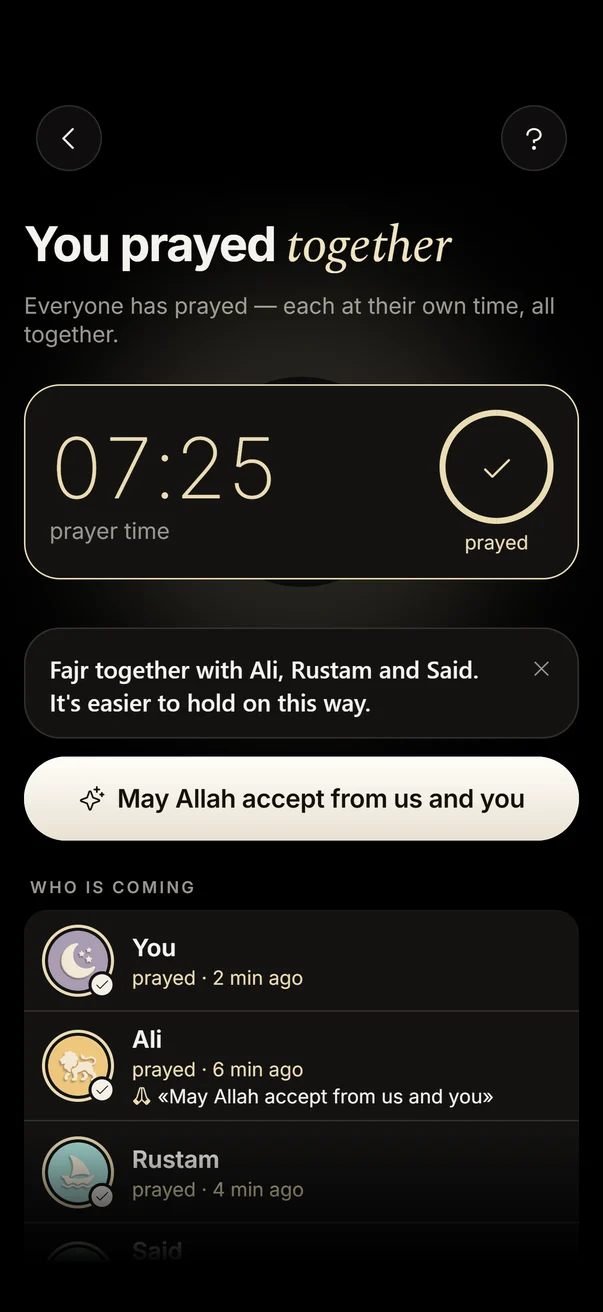 ?
You prayed together
Everyone has prayed — each at their own time, all
together.
07:25
prayer time
prayed
Fajr together with Ali, Rustam and Said.
It's easier to hold on this way.
May Allah accept from us and you
WHO IS COMING
You
prayed · 2 min ago
Ali
prayed · 6 min ago
«May Allah accept from us and you»
Rustam
prayed · 4 min ago
Said